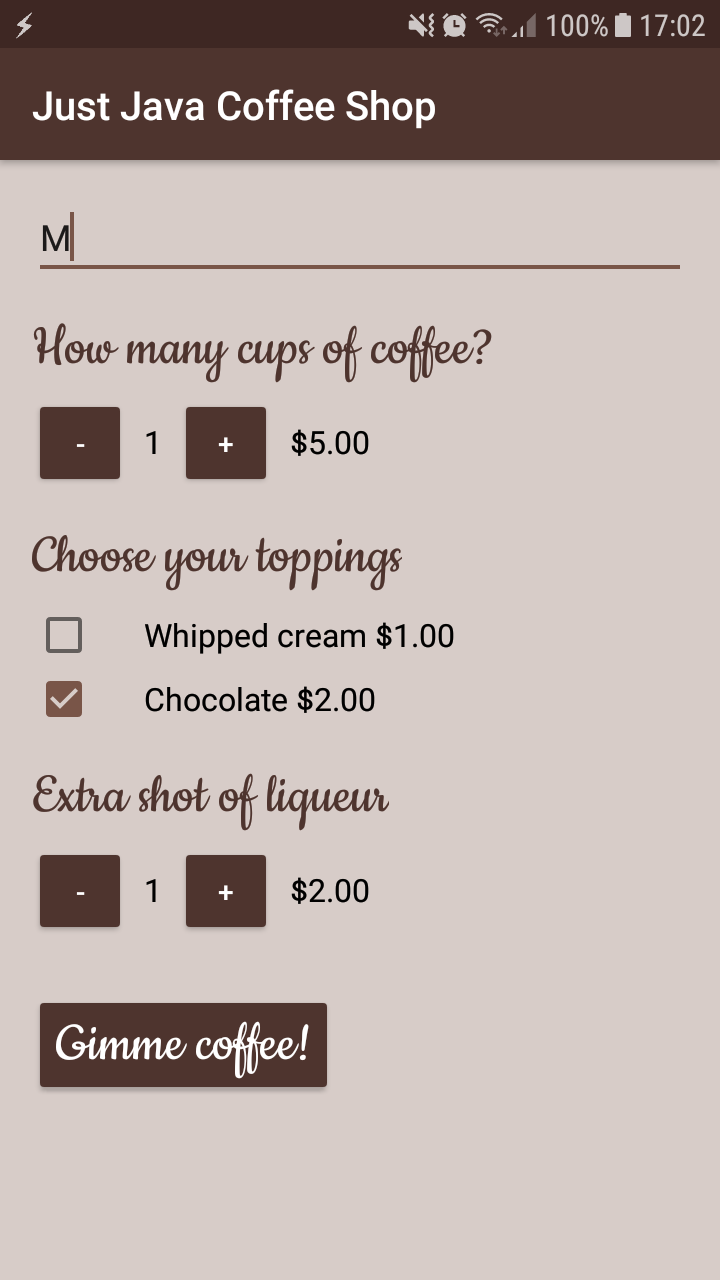 100% 17:02
Just Java Coffee Shop
M
How many cups of coffee?
- 1 + $5.00
Choose your toppings
Whipped cream $1.00
Chocolate $2.00
Extra shot of liqueur
- 1 + $2.00
Gimme coffee!